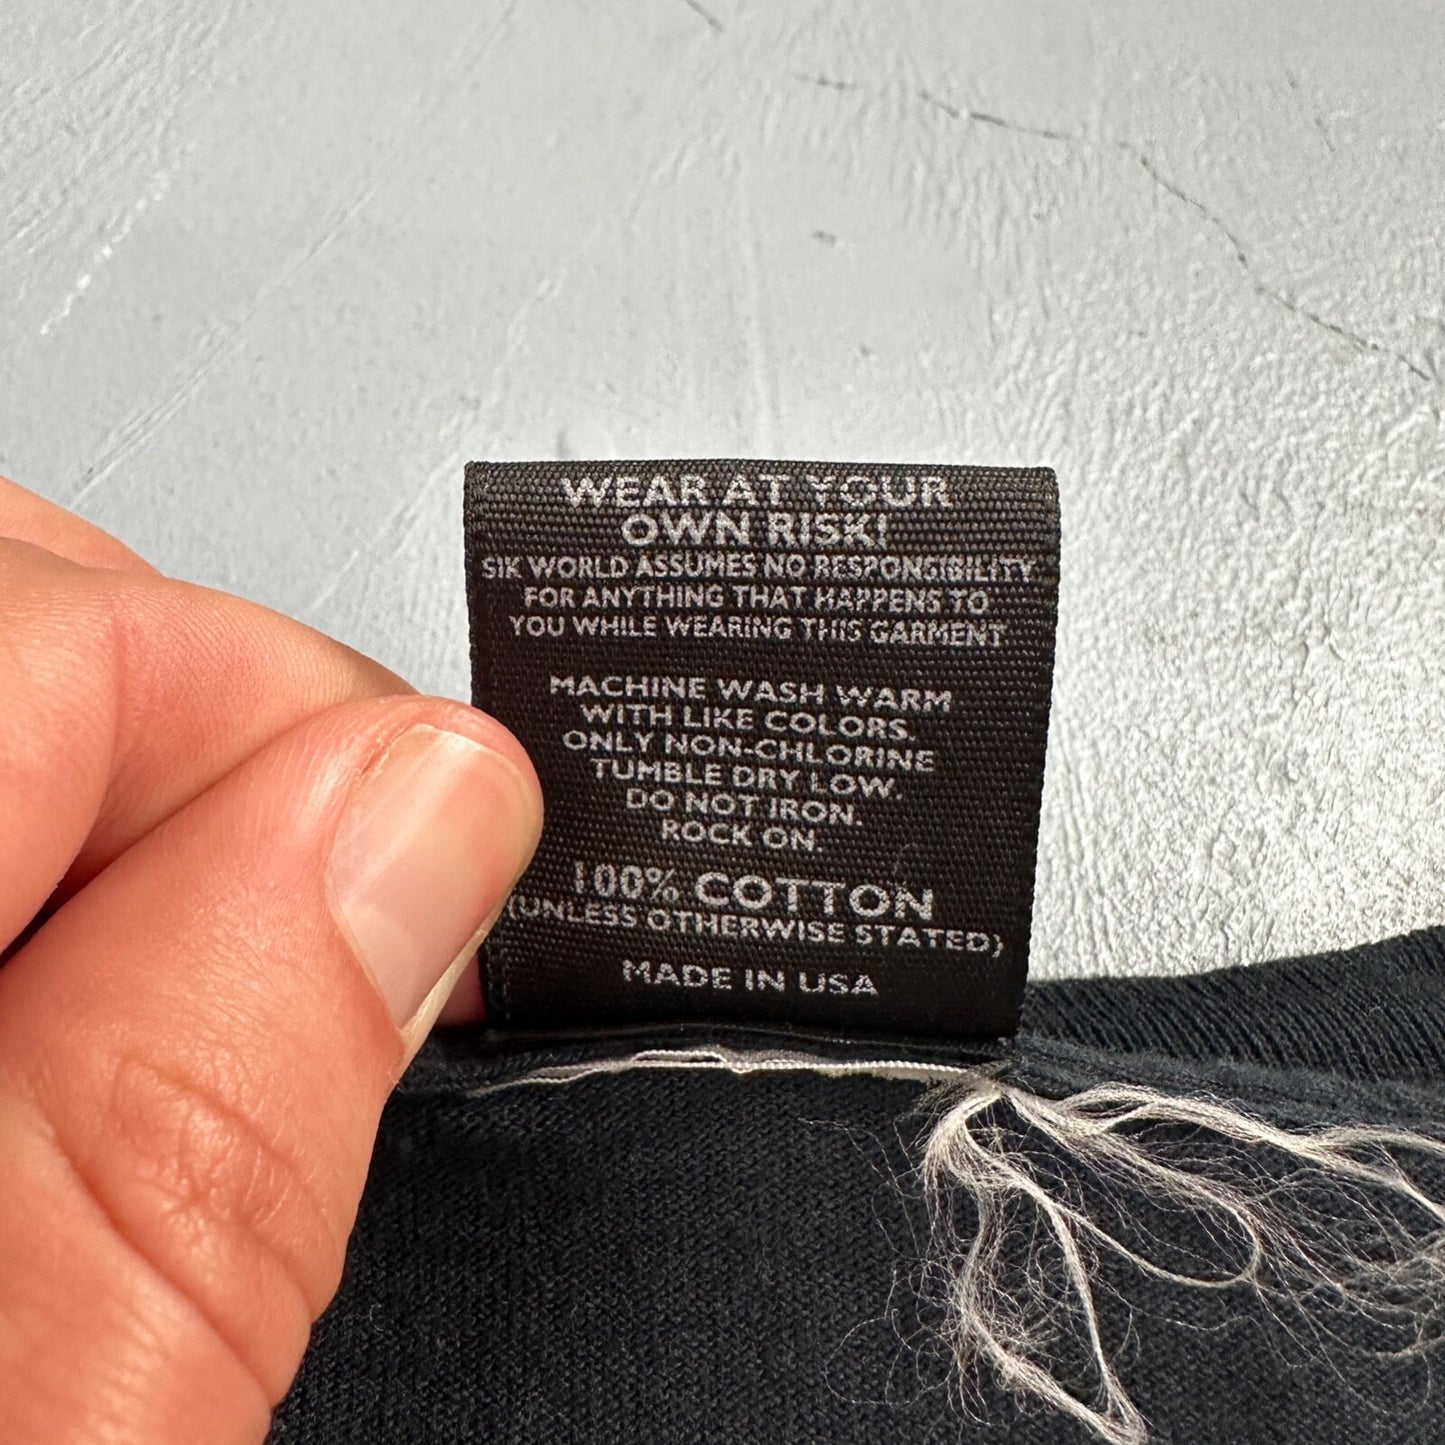 WEAR AT YOUR
OWN RISK!
SIK WORLD ASSUMES NO RESPONSIBILITY
FOR ANYTHING THAT HAPPENS TO
YOU WHILE WEARING THIS GARMENT
MACHINE WASH WARM
WITH LIKE COLORS.
ONLY NON-CHLORINE
TUMBLE DRY LOW.
DO NOT IRON.
ROCK ON
100% COTTON
(UNLESS OTHERWISE STATED)
MADE IN USA